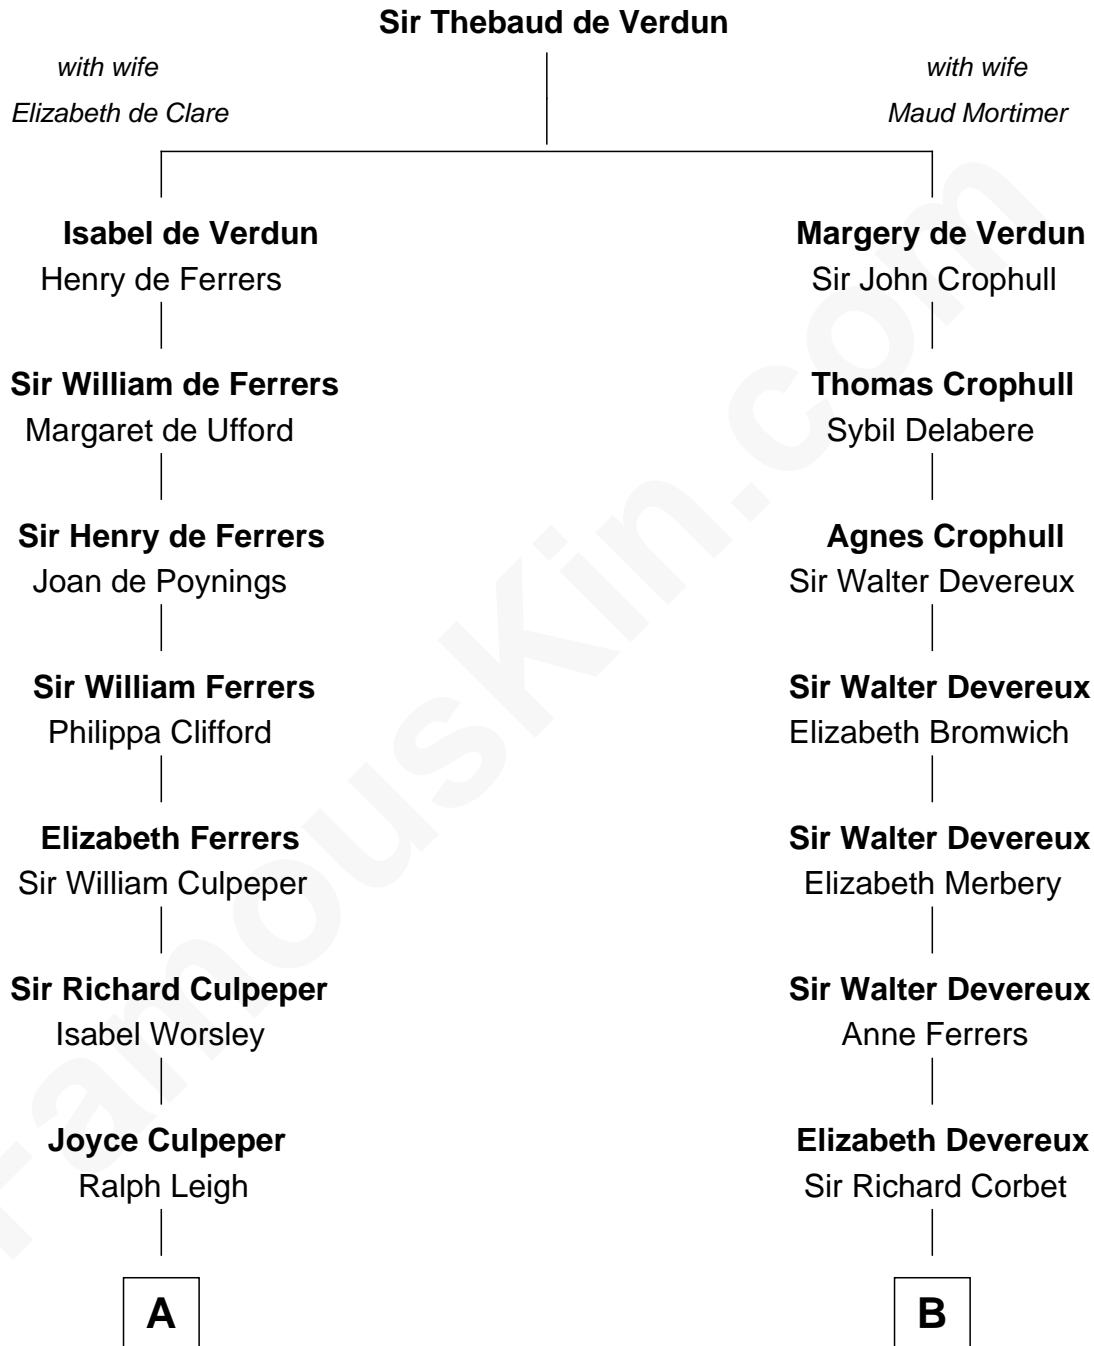 Sir Thebaud de Verdun
with wife
Elizabeth de Clare
with wife
Maud Mortimer
Isabel de Verdun
Henry de Ferrers
Margery de Verdun
Sir John Crophull
Sir William de Ferrers
Margaret de Ufford
Thomas Crophull
Sybil Delabere
Sir Henry de Ferrers
Joan de Poynings
Agnes Crophull
Sir Walter Devereux
Sir William Ferrers
Philippa Clifford
Sir Walter Devereux
Elizabeth Bromwich
Elizabeth Ferrers
Sir William Culpeper
Sir Walter Devereux
Elizabeth Merbery
Sir Richard Culpeper
Isabel Worsley
Sir Walter Devereux
Anne Ferrers
Joyce Culpeper
Ralph Leigh
Elizabeth Devereux
Sir Richard Corbet
A
B
FamousKin.com